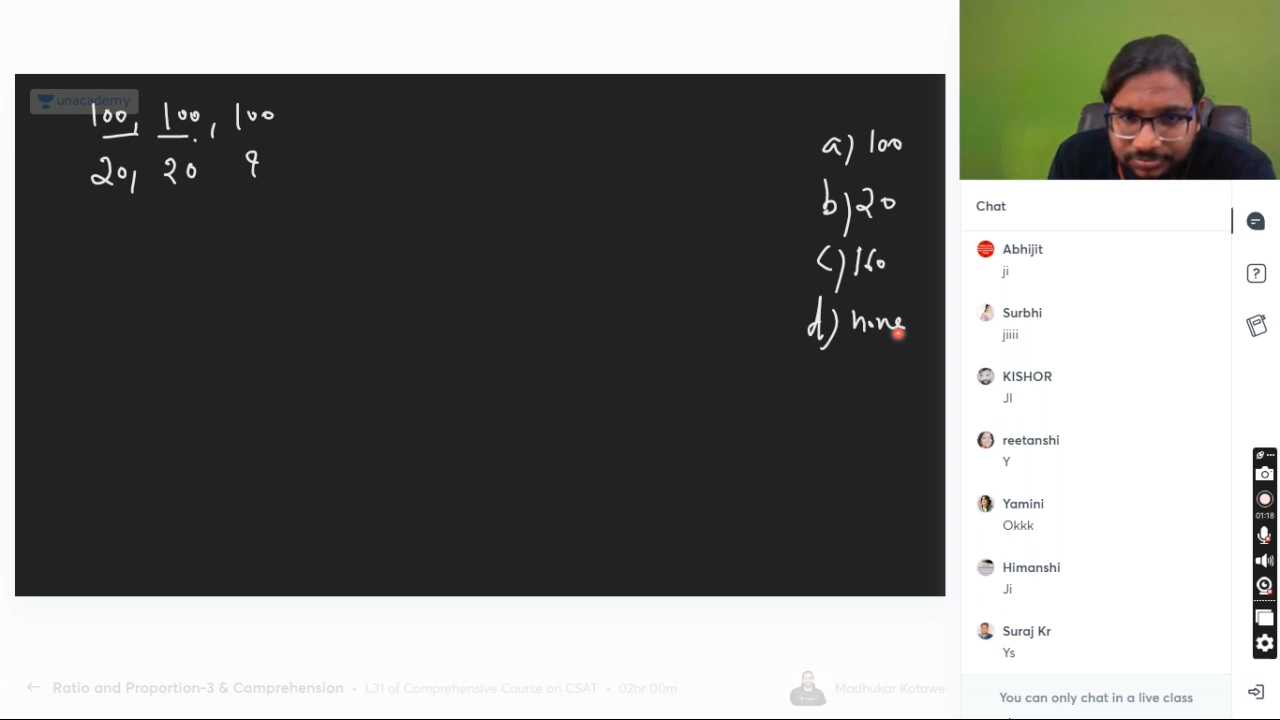 unacademy
100, 100, 100
20, 20 9
a) 100
b) 20
c) 160
d) none
Chat
Abhijit
ji
Surbhi
jiiii
KISHOR
JI
reetanshi
Y
Yamini
Okkk
Himanshi
Ji
Suraj Kr
Ys
You can only chat in a live class
01:18
Ratio and Proportion-3 & Comprehension • L31 of Comprehensive Course on CSAT • 02hr 00m
Madhukar Kotawe